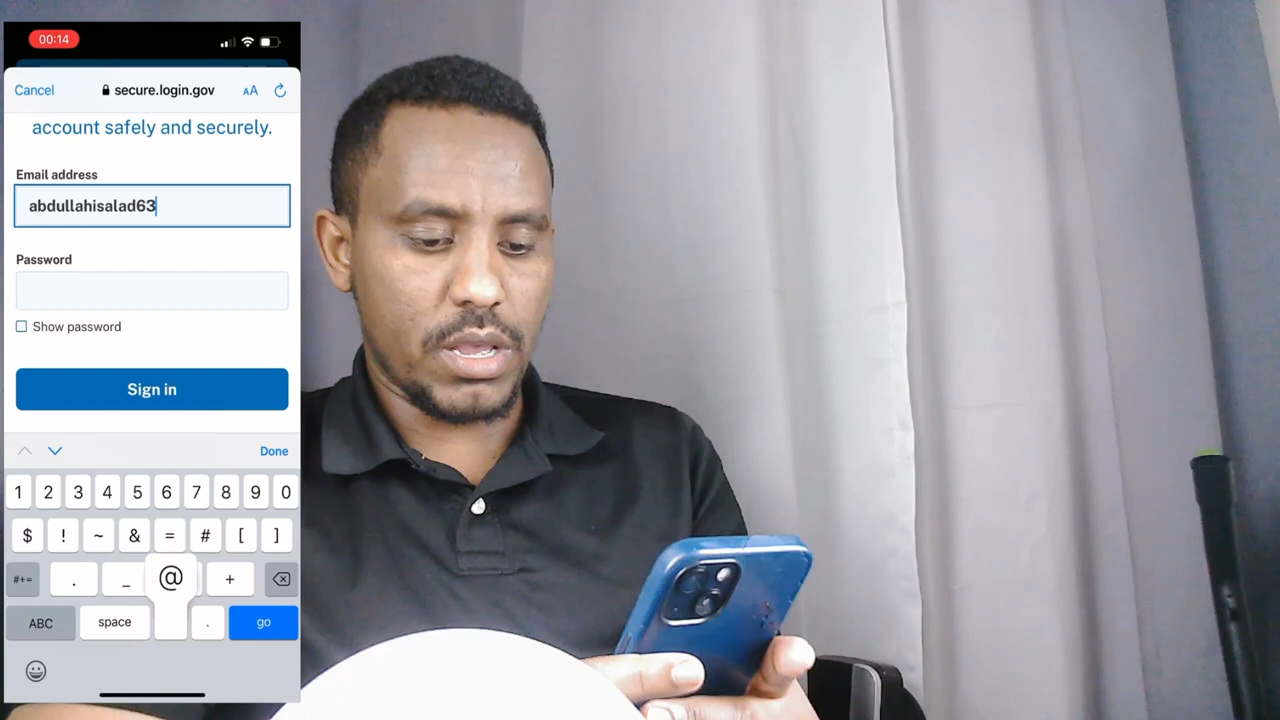 00:14
Cancel secure.login.gov AA
account safely and securely.
Email address
abdullahisalad63
Password
Show password
Sign in
Done
1 2 3 4 5 6 7 8 9 0
$ ! ~ & = # [ ]
#+= . _ @ + 
ABC space . go